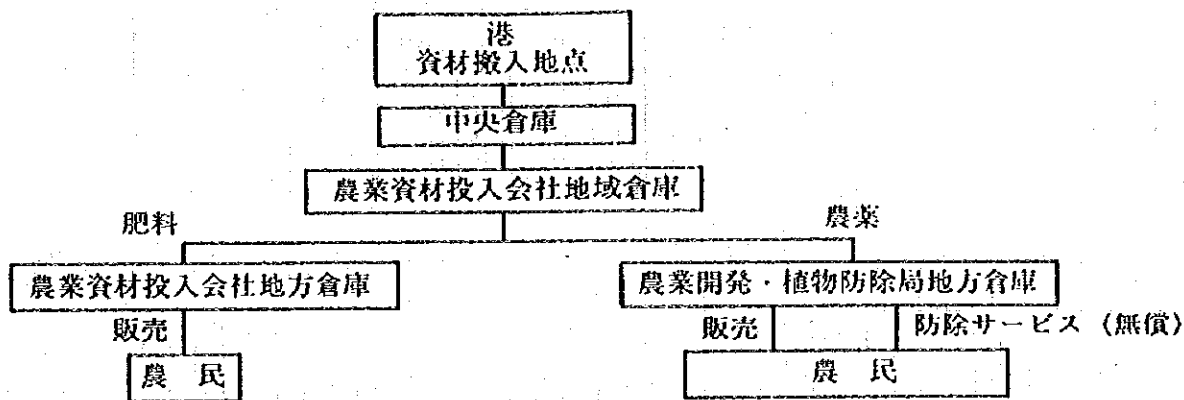 港
資材搬入地点
中央倉庫
農業資材投入会社地域倉庫
肥料
農薬
農業資材投入会社地方倉庫
農業開発・植物防除局地方倉庫
販売
販売
防除サービス（無償）
農 民
農 民